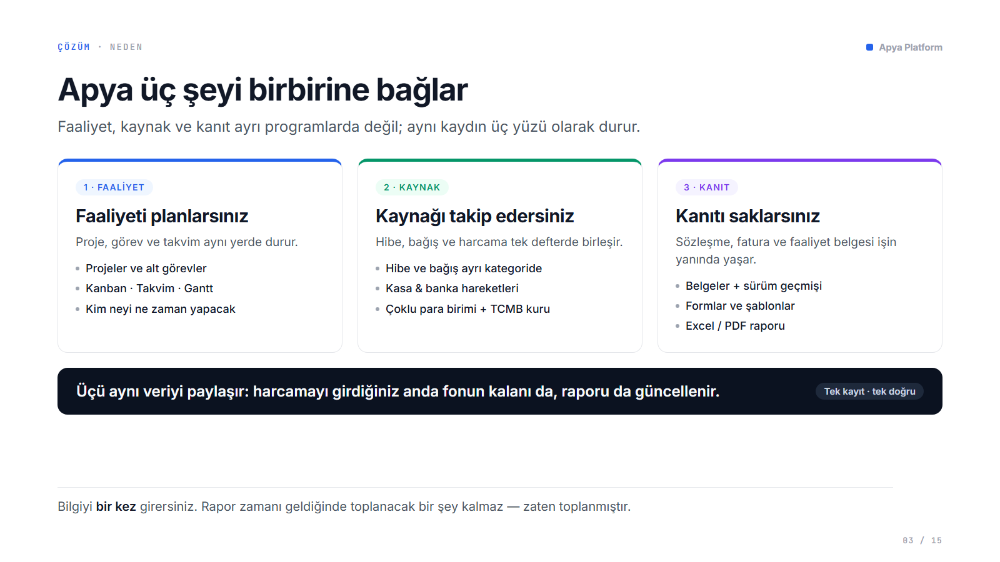 ÇÖZÜM · NEDEN
Apya Platform
Apya üç şeyi birbirine bağlar
Faaliyet, kaynak ve kanıt ayrı programlarda değil; aynı kaydın üç yüzü olarak durur.
1 · FAALİYET
Faaliyeti planlarsınız
Proje, görev ve takvim aynı yerde durur.
Projeler ve alt görevler
Kanban · Takvim · Gantt
Kim neyi ne zaman yapacak
2 · KAYNAK
Kaynağı takip edersiniz
Hibe, bağış ve harcama tek defterde birleşir.
Hibe ve bağış ayrı kategoride
Kasa & banka hareketleri
Çoklu para birimi + TCMB kuru
3 · KANIT
Kanıtı saklarsınız
Sözleşme, fatura ve faaliyet belgesi işin
yanında yaşar.
Belgeler + sürüm geçmişi
Formlar ve şablonlar
Excel / PDF raporu
Üçü aynı veriyi paylaşır: harcamayı girdiğiniz anda fonun kalanı da, raporu da güncellenir.
Tek kayıt · tek doğru
Bilgiyi bir kez girersiniz. Rapor zamanı geldiğinde toplanacak bir şey kalmaz — zaten toplanmıştır.
03 / 15